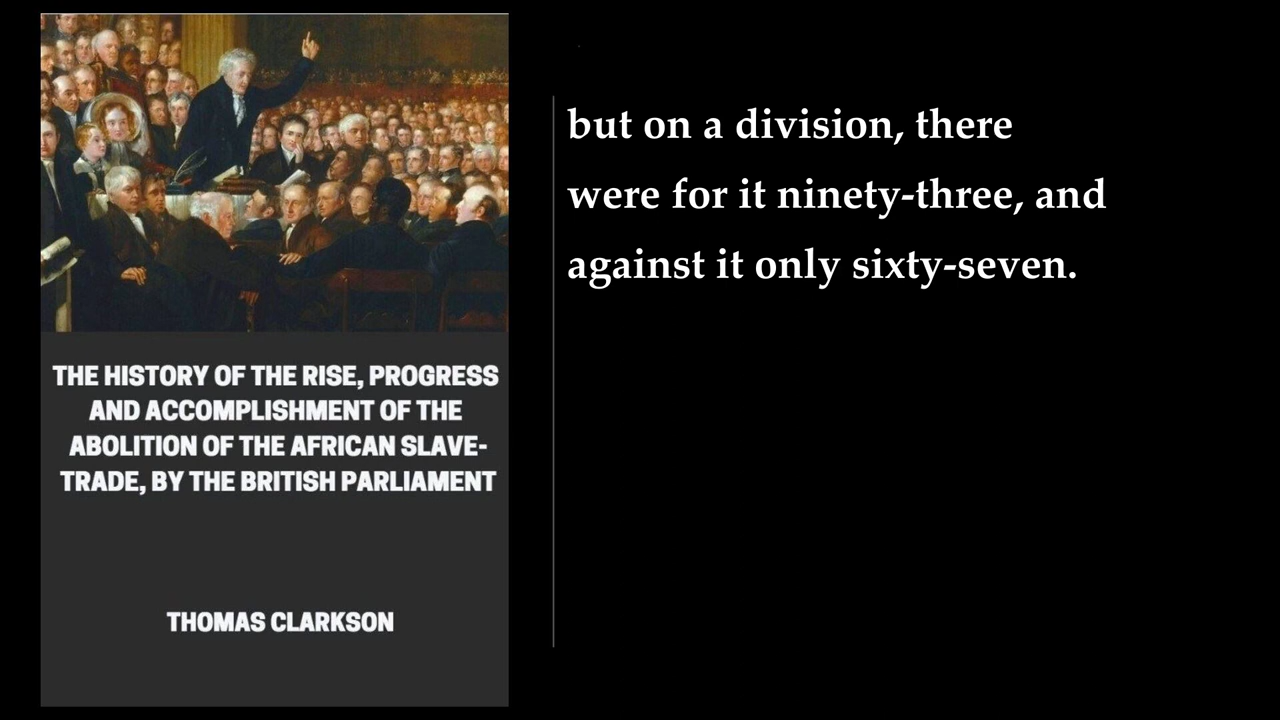 THE HISTORY OF THE RISE, PROGRESS
AND ACCOMPLISHMENT OF THE
ABOLITION OF THE AFRICAN SLAVE-
TRADE, BY THE BRITISH PARLIAMENT
THOMAS CLARKSON
but on a division, there
were for it ninety-three, and
against it only sixty-seven.